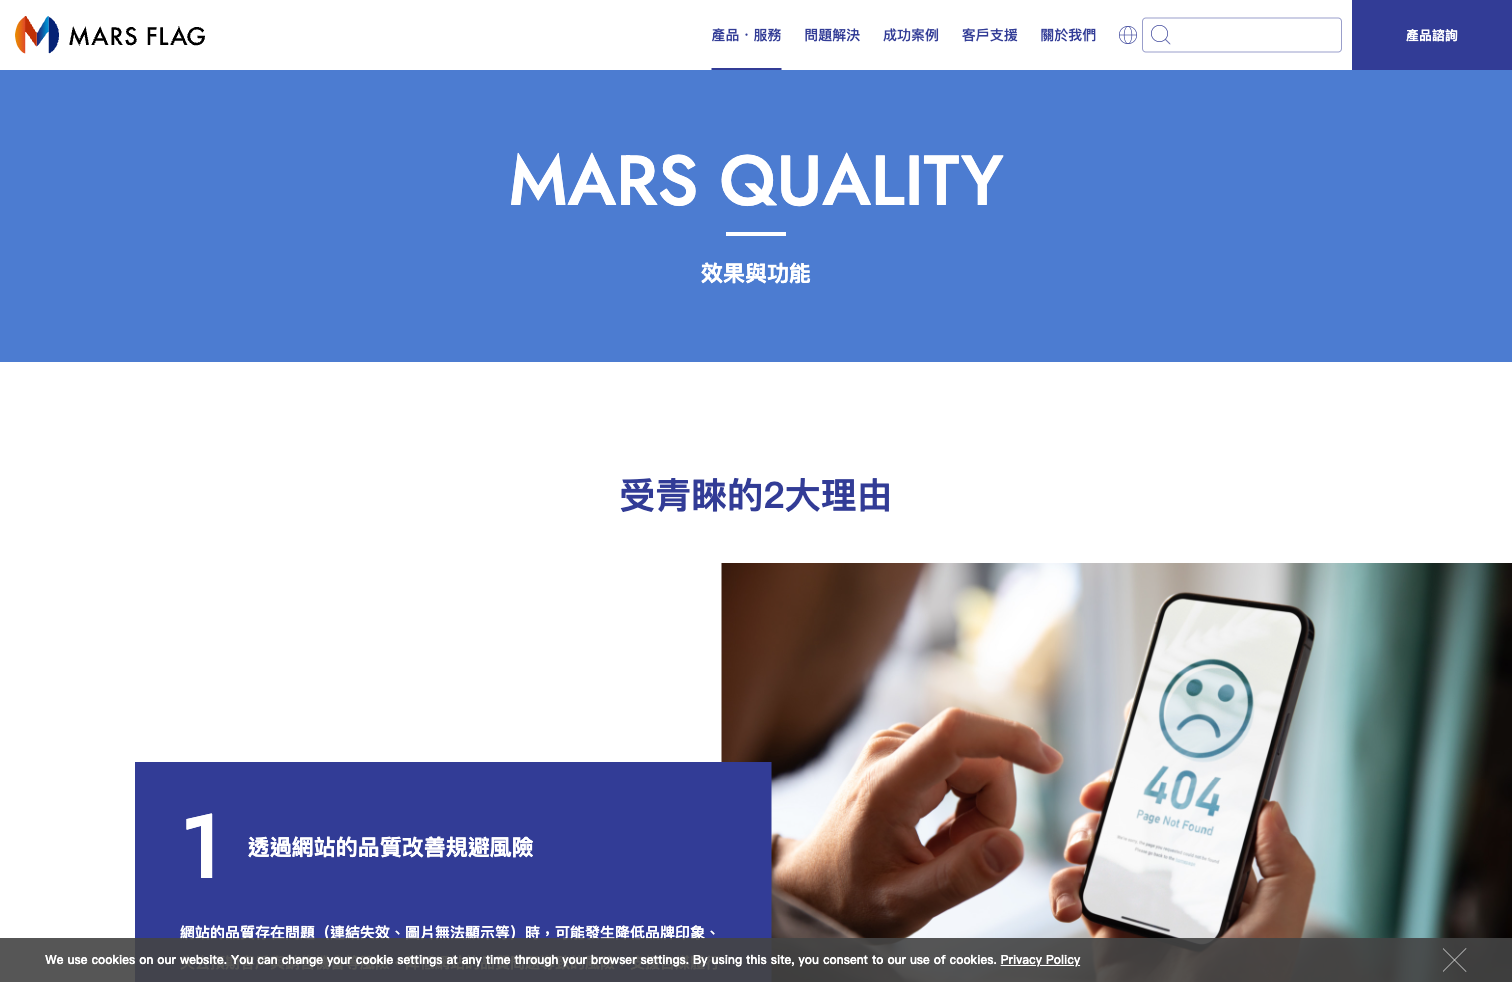 MARS FLAG
產品・服務
問題解決
成功案例
客戶支援
關於我們
產品諮詢
MARS QUALITY
效果與功能
受青睞的2大理由
404
Page Not Found
1
透過網站的品質改善規避風險
網站的品質存在問題（連結失效、圖片無法顯示等）時，可能發生降低品牌印象、
We use cookies on our website. You can change your cookie settings at any time through your browser settings. By using this site, you consent to our use of cookies. Privacy Policy